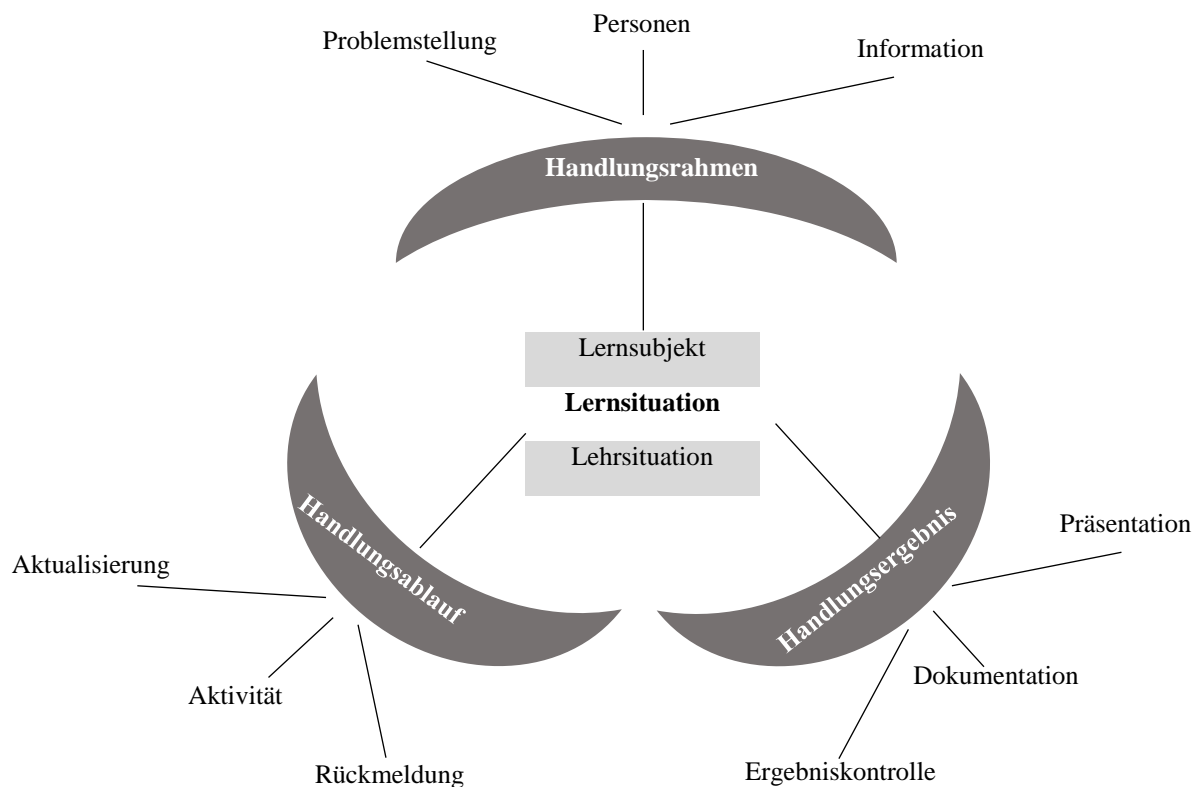 Personen
Problemstellung
Information
Handlungsrahmen
Lernsubjekt
Lernsituation
Lehrsituation
Handlungsablauf
Handlungsergebnis
Präsentation
Aktualisierung
Dokumentation
Aktivität
Rückmeldung
Ergebniskontrolle